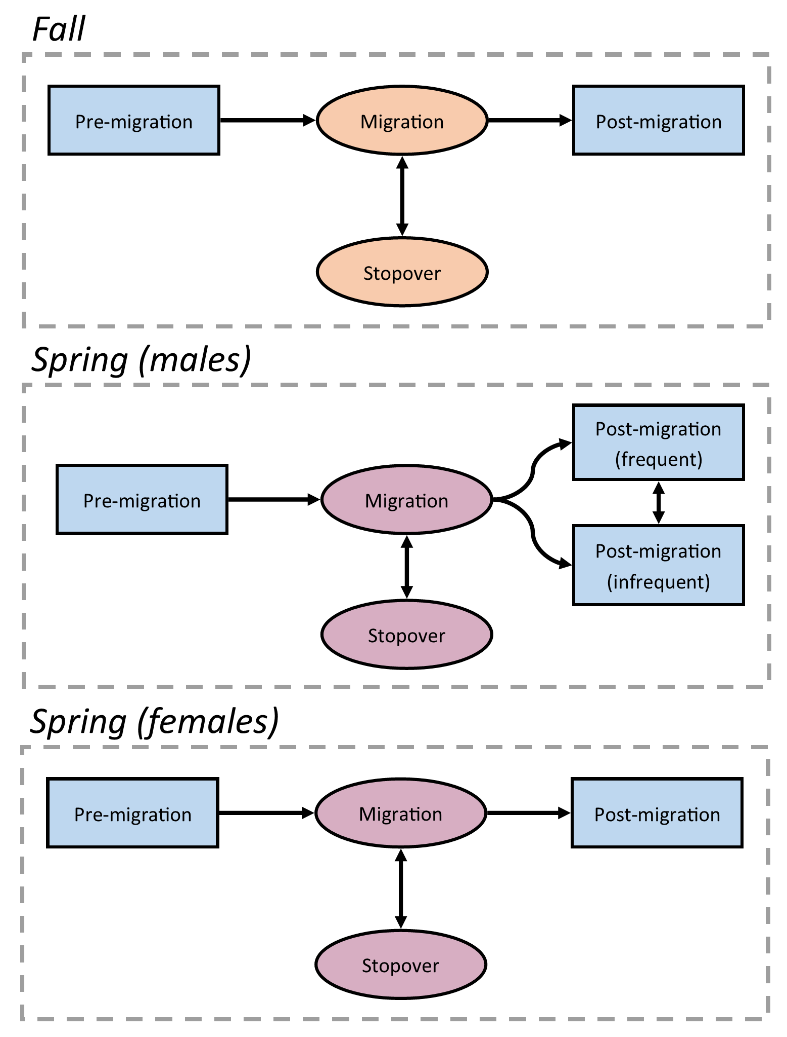 Fall
Pre-migration
Migration
Post-migration
Stopover
Spring (males)
Pre-migration
Migration
Post-migration
(frequent)
Post-migration
(infrequent)
Stopover
Spring (females)
Pre-migration
Migration
Post-migration
Stopover